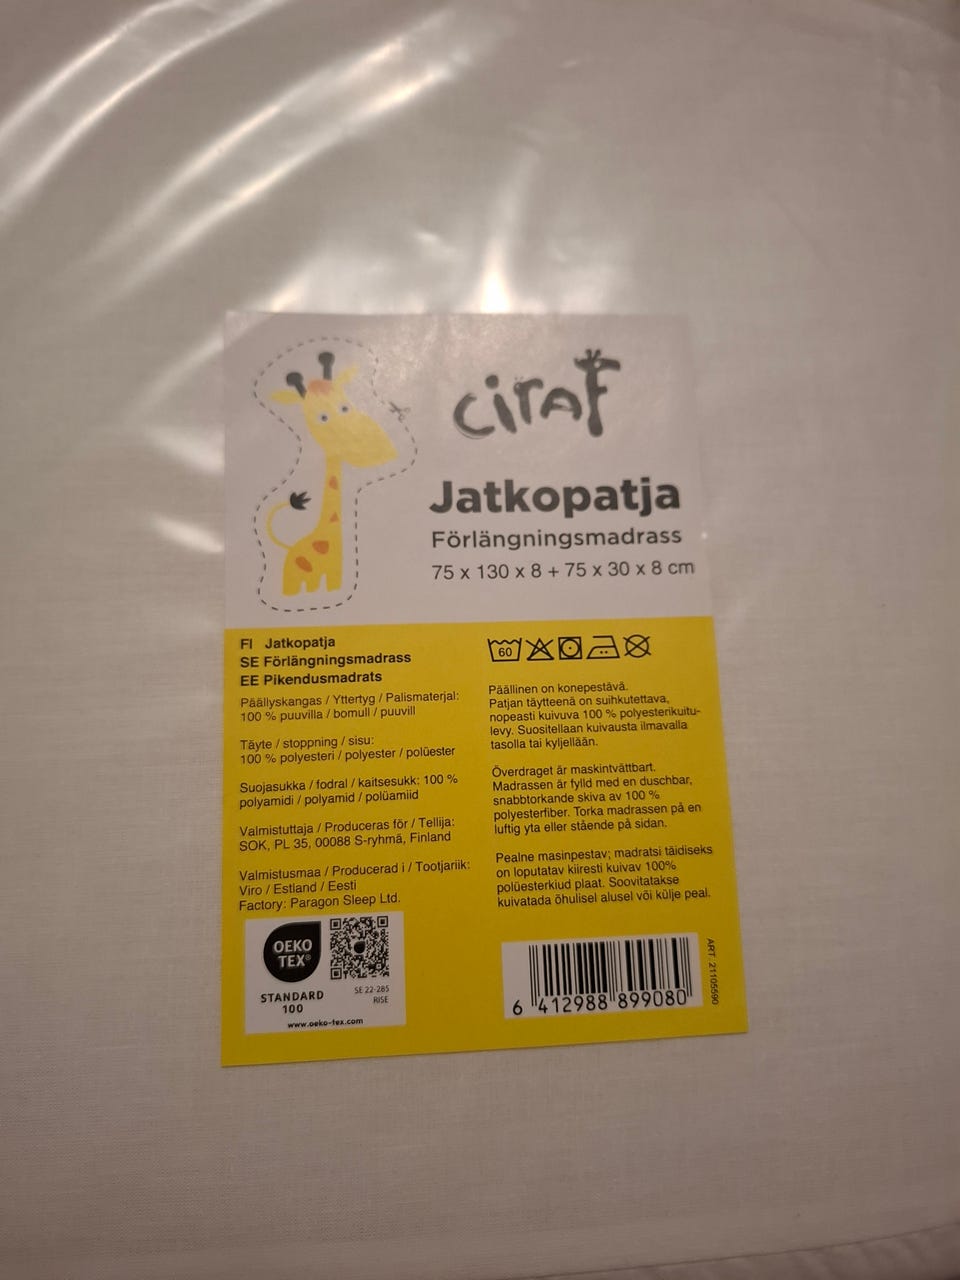 ciraf
Jatkopatja
Förlängningsmadrass
75 x 130 x 8 + 75 x 30 x 8 cm
FI Jatkopatja
SE Förlängningsmadrass
EE Pikendusmadrats
Päällyskangas / Yttertyg / Palismaterjal:
100 % puuvilla / bomull / puuvill
Täyte / stoppning / sisu:
100 % polyesteri / polyester / polüester
Suojasukka / fodral / kaitsesukk: 100 %
polyamidi / polyamid / polüamiid
Valmistuttaja / Produceras för / Tellija:
SOK, PL 35, 00088 S-ryhmä, Finland
Valmistusmaa / Producerad i / Tootjariik:
Viro / Estland / Eesti
Factory: Paragon Sleep Ltd.
OEKO
TEX®
STANDARD
100
SE 22-285
RISE
www.oeko-tex.com
60
Päällinen on konepestävä.
Patjan täytteenä on suihkutettava,
nopeasti kuivuva 100 % polyesterikuitu-
levy. Suositellaan kuivausta ilmavalla
tasolla tai kyljellään.
Överdraget är maskintvättbart.
Madrassen är fylld med en duschbar,
snabbtorkande skiva av 100 %
polyesterfiber. Torka madrassen på en
luftig yta eller stående på sidan.
Pealne masinpestav; madratsi täidiseks
on loputatav kiiresti kuivav 100%
polüesterkiud plaat. Soovitatakse
kuivatada õhulisel alusel või külje peal.
6 412988 899080
ART. 21105590